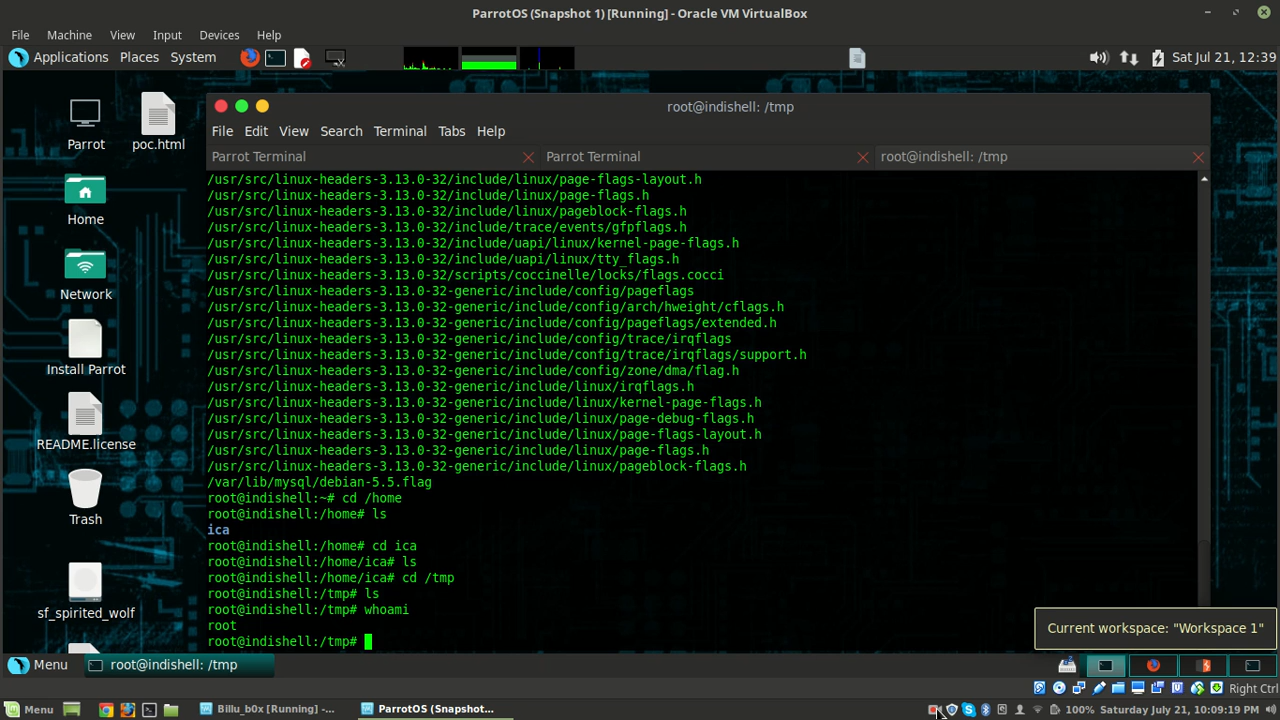 ParrotOS (Snapshot 1) [Running] - Oracle VM VirtualBox
File Machine View Input Devices Help
Applications Places System
Sat Jul 21, 12:39
Parrot
poc.html
Home
Network
Install Parrot
README.license
Trash
sf_spirited_wolf
root@indishell: /tmp
File Edit View Search Terminal Tabs Help
Parrot Terminal
Parrot Terminal
root@indishell: /tmp
/usr/src/linux-headers-3.13.0-32/include/linux/page-flags-layout.h
/usr/src/linux-headers-3.13.0-32/include/linux/page-flags.h
/usr/src/linux-headers-3.13.0-32/include/linux/pageblock-flags.h
/usr/src/linux-headers-3.13.0-32/include/trace/events/gfpflags.h
/usr/src/linux-headers-3.13.0-32/include/uapi/linux/kernel-page-flags.h
/usr/src/linux-headers-3.13.0-32/include/uapi/linux/tty_flags.h
/usr/src/linux-headers-3.13.0-32/scripts/coccinelle/locks/flags.cocci
/usr/src/linux-headers-3.13.0-32-generic/include/config/pageflags
/usr/src/linux-headers-3.13.0-32-generic/include/config/arch/hweight/cflags.h
/usr/src/linux-headers-3.13.0-32-generic/include/config/pageflags/extended.h
/usr/src/linux-headers-3.13.0-32-generic/include/config/trace/irqflags
/usr/src/linux-headers-3.13.0-32-generic/include/config/trace/irqflags/support.h
/usr/src/linux-headers-3.13.0-32-generic/include/config/zone/dma/flag.h
/usr/src/linux-headers-3.13.0-32-generic/include/linux/irqflags.h
/usr/src/linux-headers-3.13.0-32-generic/include/linux/kernel-page-flags.h
/usr/src/linux-headers-3.13.0-32-generic/include/linux/page-debug-flags.h
/usr/src/linux-headers-3.13.0-32-generic/include/linux/page-flags-layout.h
/usr/src/linux-headers-3.13.0-32-generic/include/linux/page-flags.h
/usr/src/linux-headers-3.13.0-32-generic/include/linux/pageblock-flags.h
/var/lib/mysql/debian-5.5.flag
root@indishell:~# cd /home
root@indishell:/home# ls
ica
root@indishell:/home# cd ica
root@indishell:/home/ica# ls
root@indishell:/home/ica# cd /tmp
root@indishell:/tmp# ls
root@indishell:/tmp# whoami
root
root@indishell:/tmp#
Current workspace: "Workspace 1"
Menu
root@indishell: /tmp
Right Ctrl
Menu
Billu_b0x [Running] -...
ParrotOS (Snapshot...
100% Saturday July 21, 10:09:19 PM